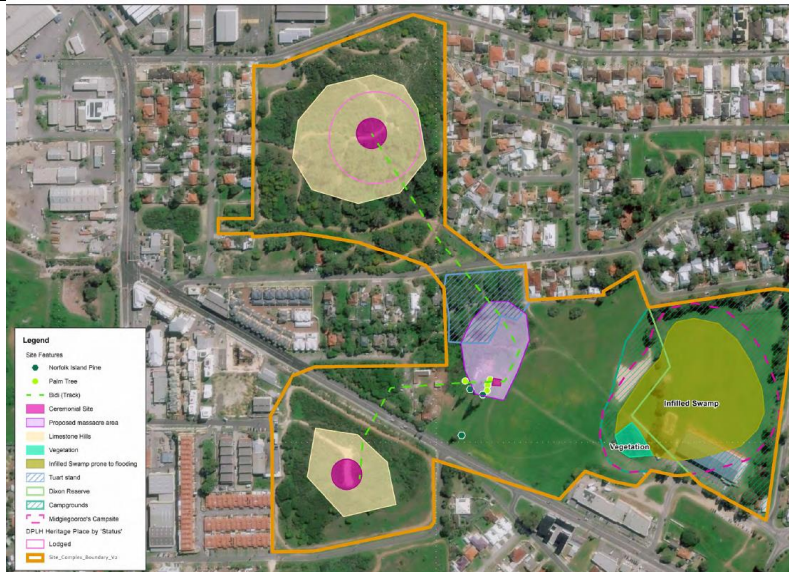 Infilled Swamp
Vegetation
Legend
Site Features
Norfolk Island Pine
Palm Tree
Bidi (Track)
Ceremonial Site
Proposed massacre area
Limestone Hills
Vegetation
Infilled Swamp prone to flooding
Tuart stand
Dixon Reserve
Campgrounds
Midgegooroo's Campsite
DPLH Heritage Place by 'Status'
Lodged
Site_Complex_Boundary_V2